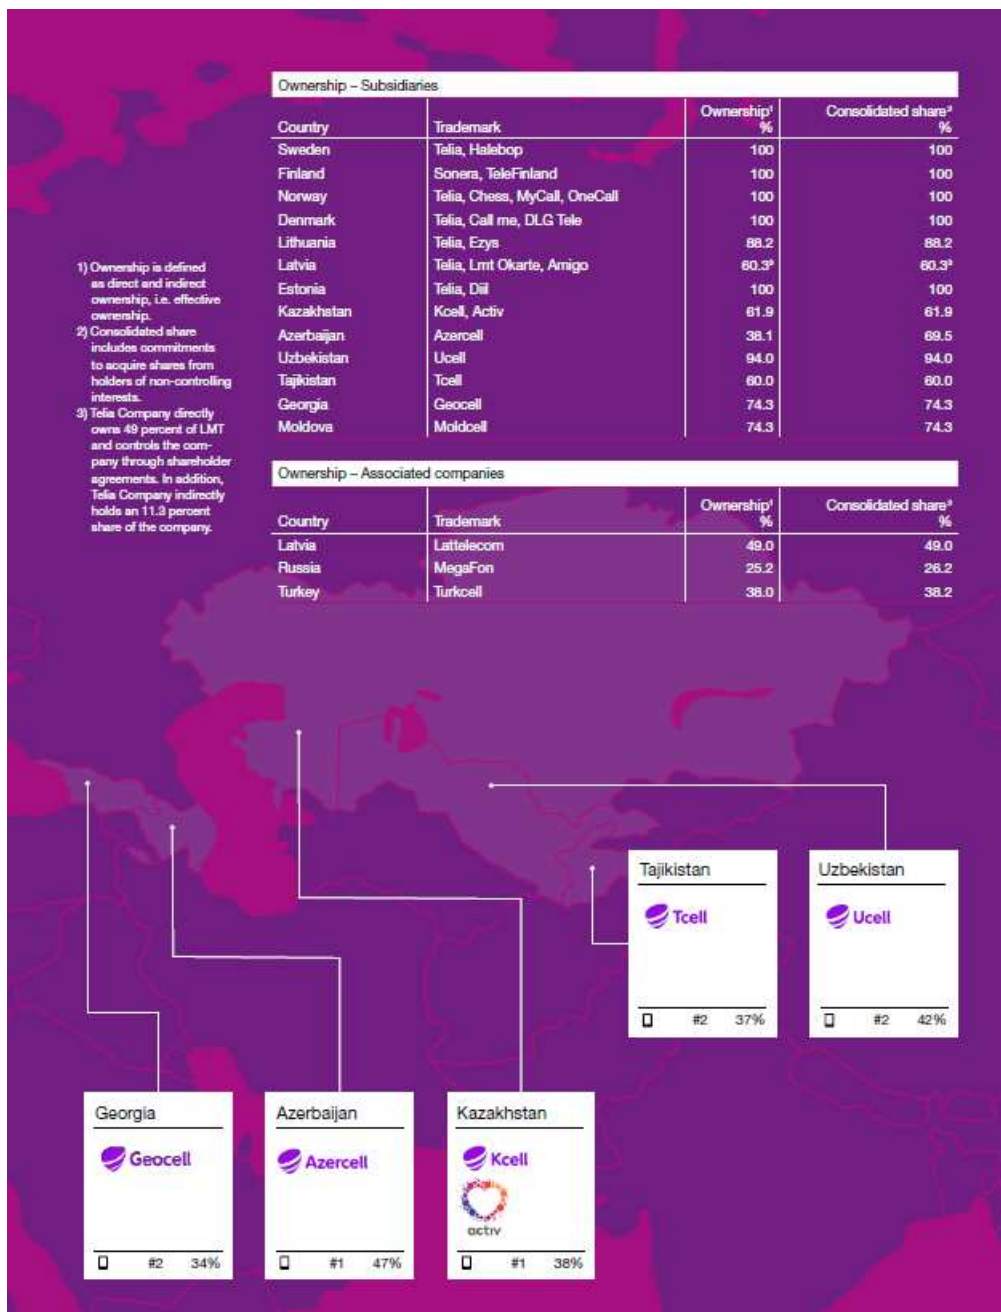 Ownership – Subsidiaries
Country Trademark Ownership¹ % Consolidated share² %
Sweden Telia, Halebop 100 100
Finland Sonera, TeleFinland 100 100
Norway Telia, Chess, MyCall, OneCall 100 100
Denmark Telia, Call me, DLG Tele 100 100
Lithuania Telia, Ezys 88.2 88.2
Latvia Telia, Lmt Okarte, Amigo 60.3³ 60.3³
Estonia Telia, Diil 100 100
Kazakhstan Kcell, Activ 61.9 61.9
Azerbaijan Azercell 38.1 69.5
Uzbekistan Ucell 94.0 94.0
Tajikistan Tcell 60.0 60.0
Georgia Geocell 74.3 74.3
Moldova Moldcell 74.3 74.3
1) Ownership is defined
as direct and indirect
ownership, i.e. effective
ownership.
2) Consolidated share
includes commitments
to acquire shares from
holders of non-controlling
interests.
3) Telia Company directly
owns 49 percent of LMT
and controls the com-
pany through shareholder
agreements. In addition,
Telia Company indirectly
holds an 11.3 percent
share of the company.
Ownership – Associated companies
Country Trademark Ownership¹ % Consolidated share² %
Latvia Lattelecom 49.0 49.0
Russia MegaFon 25.2 26.2
Turkey Turkcell 38.0 38.2
Tajikistan
Tcell
#2 37%
Uzbekistan
Ucell
#2 42%
Georgia
Geocell
#2 34%
Azerbaijan
Azercell
#1 47%
Kazakhstan
Kcell
activ
#1 38%